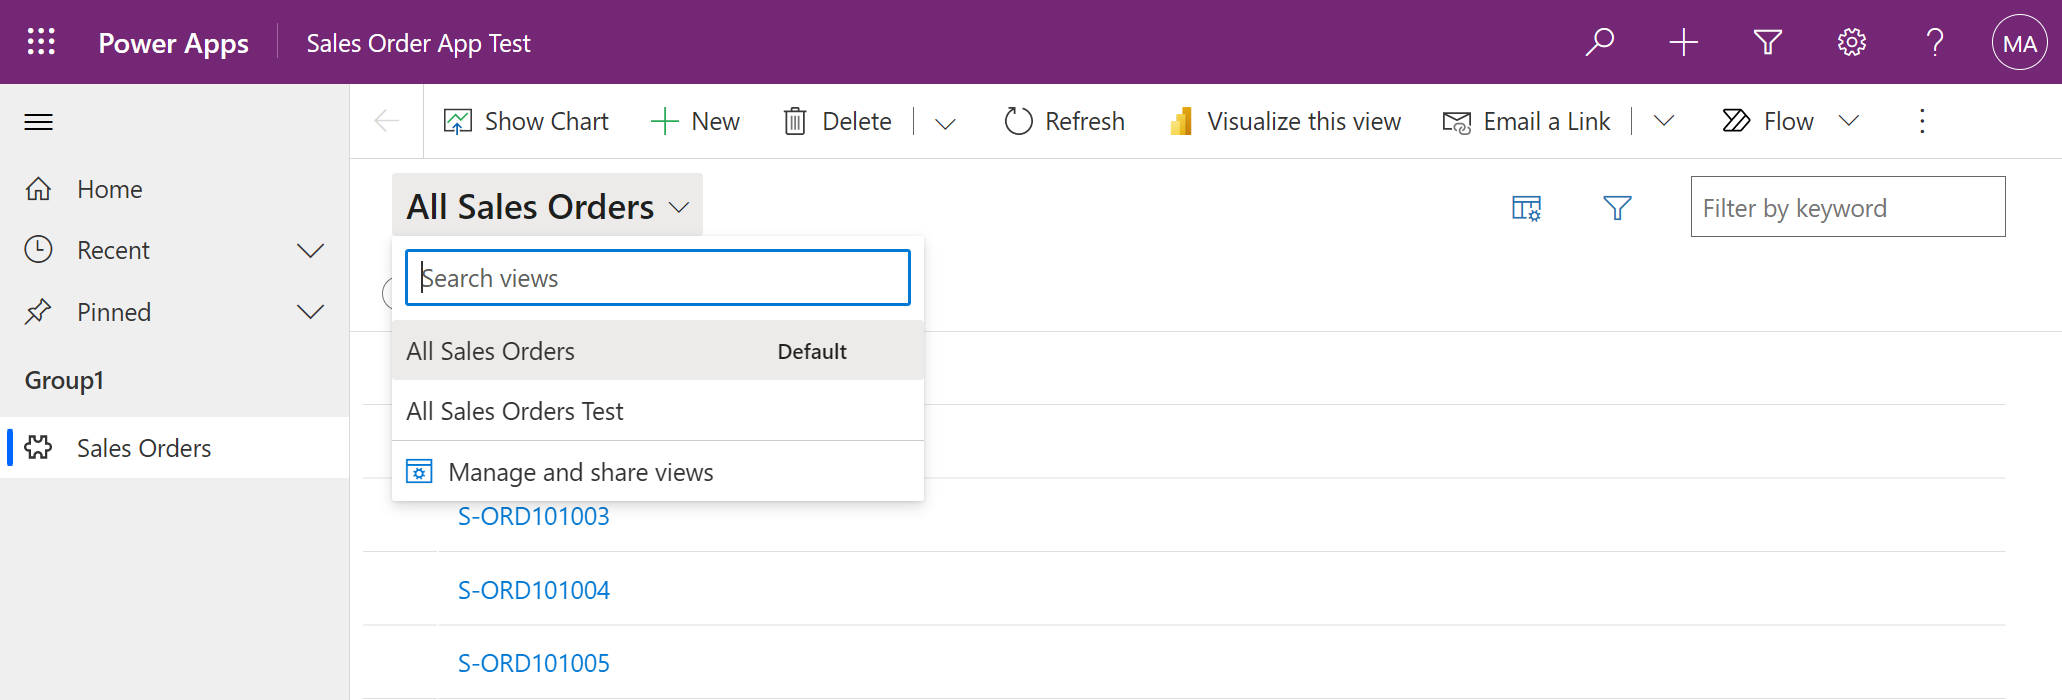 Power Apps
Sales Order App Test
MA
Show Chart
New
Delete
Refresh
Visualize this view
Email a Link
Flow
Home
Recent
Pinned
Group1
Sales Orders
All Sales Orders
Filter by keyword
Search views
All Sales Orders Default
All Sales Orders Test
Manage and share views
S-ORD101003
S-ORD101004
S-ORD101005